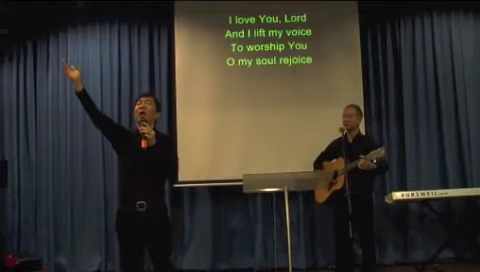 I love You, Lord
And I lift my voice
To worship You
O my soul rejoice
KURZWEIL